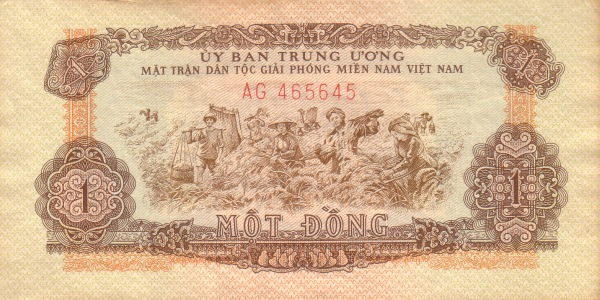 ỦY BAN TRUNG ƯƠNG
MẶT TRẬN DÂN TỘC GIẢI PHÓNG MIỀN NAM VIỆT NAM
AG 465645
1 1
MỘT ĐỒNG